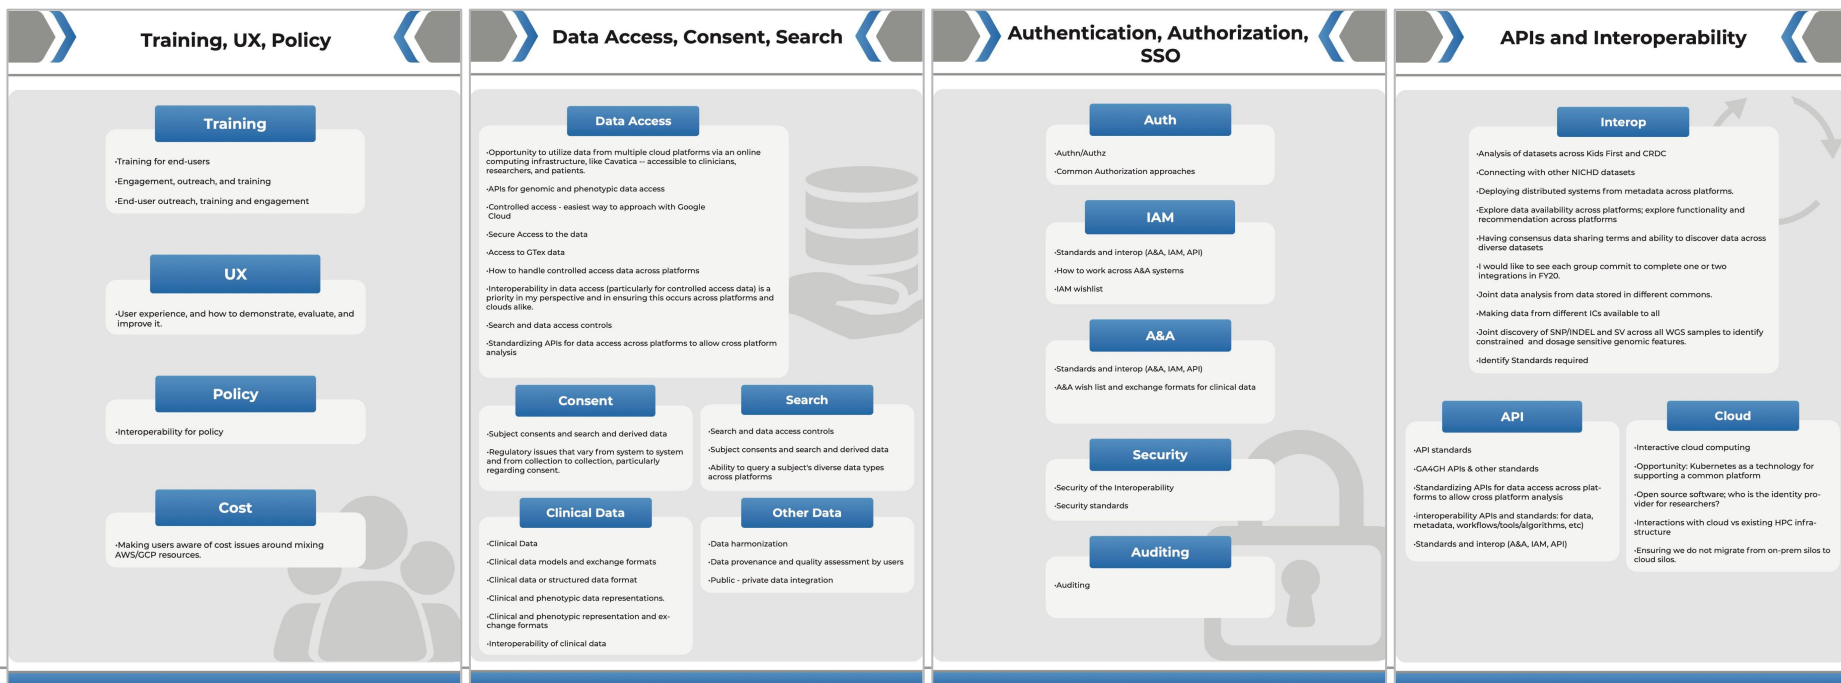 Training, UX, Policy
Training
·Training for end-users
·Engagement, outreach, and training
·End-user outreach, training and engagement
UX
·User experience, and how to demonstrate, evaluate, and
improve it.
Policy
·Interoperability for policy
Cost
·Making users aware of cost issues around mixing
AWS/GCP resources.
Data Access, Consent, Search
Data Access
·Opportunity to utilize data from multiple cloud platforms via an online
computing infrastructure, like Cavatica -- accessible to clinicians,
researchers, and patients.
·APIs for genomic and phenotypic data access
·Controlled access - easiest way to approach with Google
Cloud
·Secure Access to the data
·Access to GTex data
·How to handle controlled access data across platforms
·Interoperability in data access (particularly for controlled access data) is a
priority in my perspective and in ensuring this occurs across platforms and
clouds alike.
·Search and data access controls
·Standardizing APIs for data access across platforms to allow cross platform
analysis
Consent
·Subject consents and search and derived data
·Regulatory issues that vary from system to system
and from collection to collection, particularly
regarding consent.
Search
·Search and data access controls
·Subject consents and search and derived data
·Ability to query a subject's diverse data types
across platforms
Clinical Data
·Clinical Data
·Clinical data models and exchange formats
·Clinical data or structured data format
·Clinical and phenotypic data representations.
·Clinical and phenotypic representation and ex-
change formats
·Interoperability of clinical data
Other Data
·Data harmonization
·Data provenance and quality assessment by users
·Public - private data integration
Authentication, Authorization,
SSO
Auth
·Authn/Authz
·Common Authorization approaches
IAM
·Standards and interop (A&A, IAM, API)
·How to work across A&A systems
·IAM wishlist
A&A
·Standards and interop (A&A, IAM, API)
·A&A wish list and exchange formats for clinical data
Security
·Security of the Interoperability
·Security standards
Auditing
·Auditing
APIs and Interoperability
Interop
·Analysis of datasets across Kids First and CRDC
·Connecting with other NICHD datasets
·Deploying distributed systems from metadata across platforms.
·Explore data availability across platforms; explore functionality and
recommendation across platforms
·Having consensus data sharing terms and ability to discover data across
diverse datasets
·I would like to see each group commit to complete one or two
integrations in FY20.
·Joint data analysis from data stored in different commons.
·Making data from different ICs available to all
·Joint discovery of SNP/INDEL and SV across all WGS samples to identify
constrained and dosage sensitive genomic features.
·Identify Standards required
API
·API standards
·GA4GH APIs & other standards
·Standardizing APIs for data access across plat-
forms to allow cross platform analysis
·interoperability APIs and standards: for data,
metadata, workflows/tools/algorithms, etc)
·Standards and interop (A&A, IAM, API)
Cloud
·Interactive cloud computing
·Opportunity: Kubernetes as a technology for
supporting a common platform
·Open source software; who is the identity pro-
vider for researchers?
·Interactions with cloud vs existing HPC infra-
structure
·Ensuring we do not migrate from on-prem silos to
cloud silos.